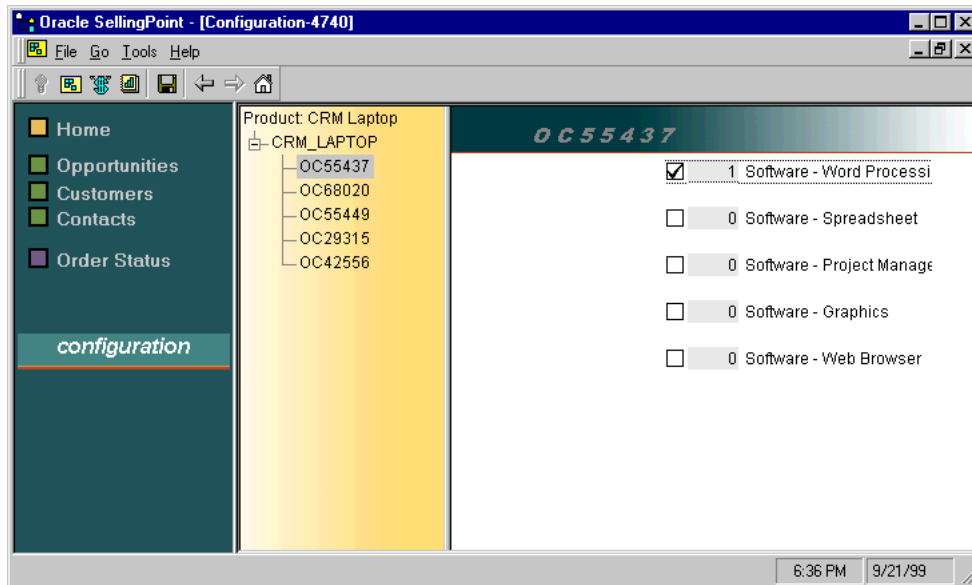 Oracle SellingPoint - [Configuration-4740]
File Go Tools Help
Home
Opportunities
Customers
Contacts
Order Status
configuration
Product: CRM Laptop
CRM_LAPTOP
OC55437
OC68020
OC55449
OC29315
OC42556
OC55437
1 Software - Word Processi
0 Software - Spreadsheet
0 Software - Project Manage
0 Software - Graphics
0 Software - Web Browser
6:36 PM 9/21/99